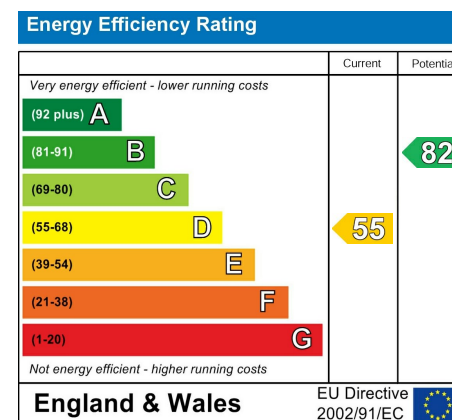 Energy Efficiency Rating
Current Potentia
Very energy efficient - lower running costs
(92 plus) A
(81-91) B 82
(69-80) C
(55-68) D 55
(39-54) E
(21-38) F
(1-20) G
Not energy efficient - higher running costs
England & Wales
EU Directive
2002/91/EC